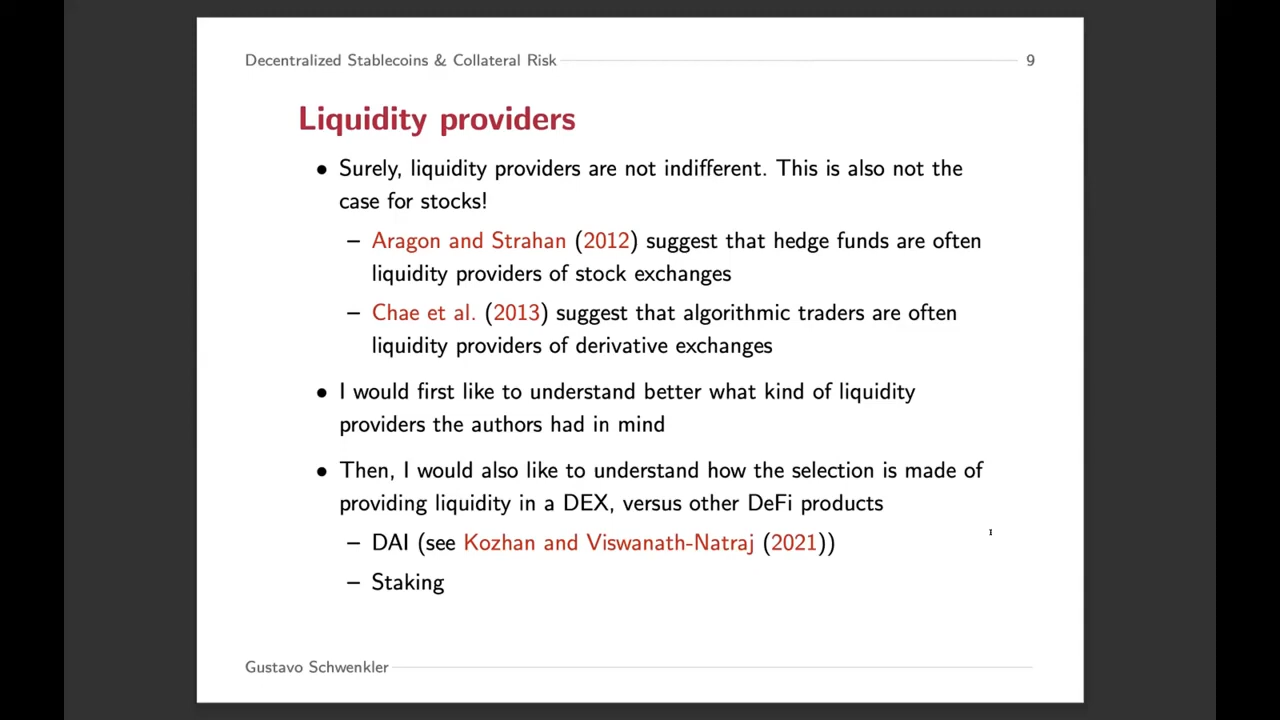 Decentralized Stablecoins & Collateral Risk 9
Liquidity providers
• Surely, liquidity providers are not indifferent. This is also not the
case for stocks!
– Aragon and Strahan (2012) suggest that hedge funds are often
liquidity providers of stock exchanges
– Chae et al. (2013) suggest that algorithmic traders are often
liquidity providers of derivative exchanges
• I would first like to understand better what kind of liquidity
providers the authors had in mind
• Then, I would also like to understand how the selection is made of
providing liquidity in a DEX, versus other DeFi products
– DAI (see Kozhan and Viswanath-Natraj (2021))
– Staking
Gustavo Schwenkler